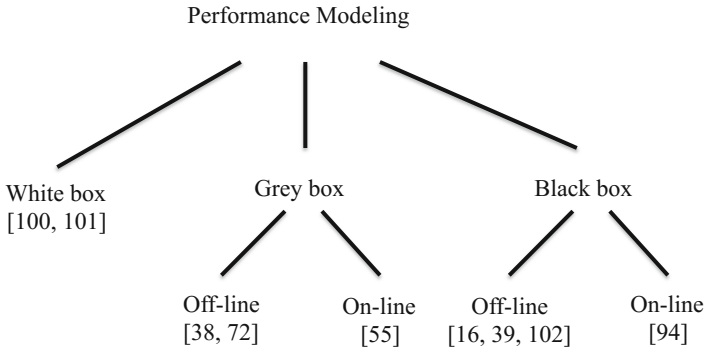 Performance Modeling
White box
[100, 101]
Grey box
Black box
Off-line
[38, 72]
On-line
[55]
Off-line
[16, 39, 102]
On-line
[94]